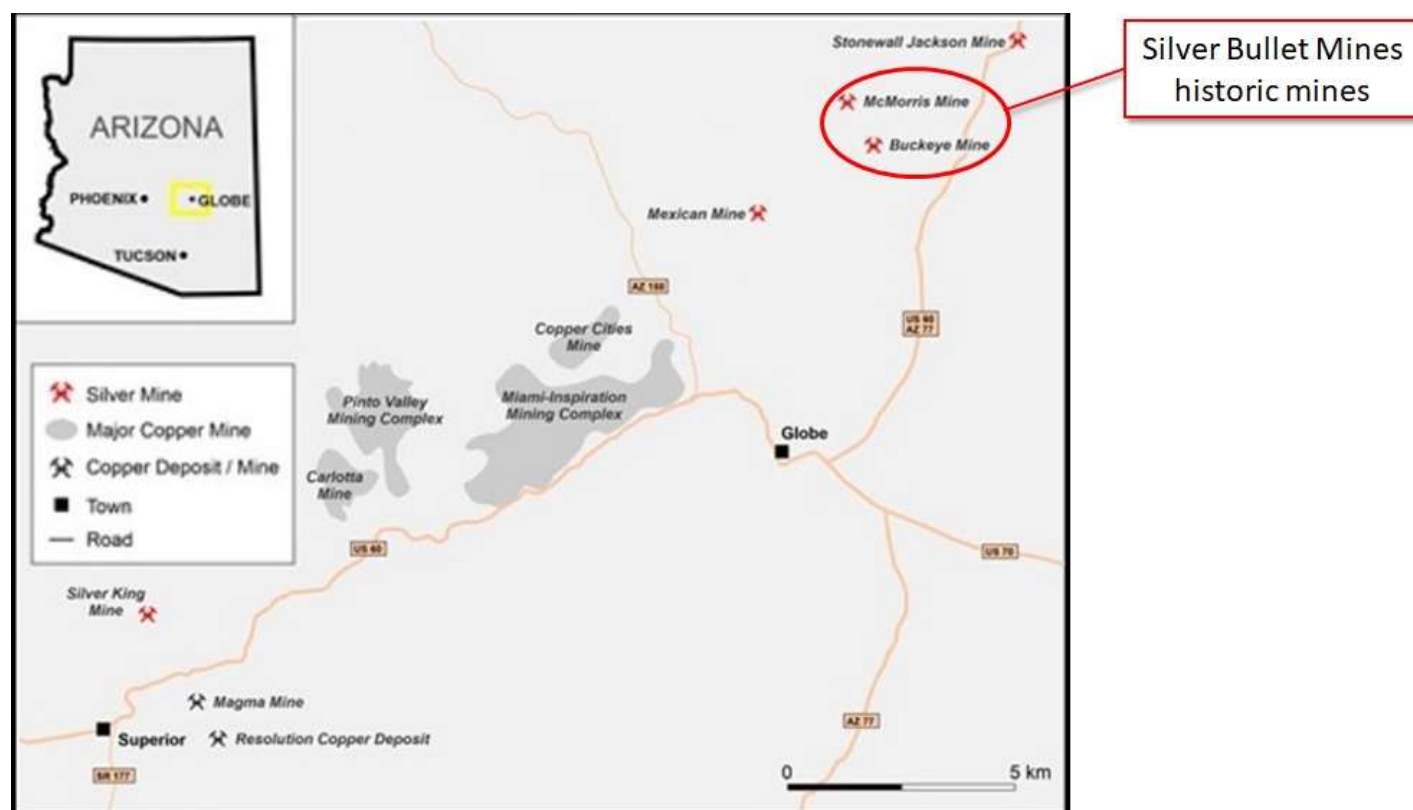 ARIZONA
PHOENIX
GLOBE
TUCSON
Silver Mine
Major Copper Mine
Copper Deposit / Mine
Town
Road
Stonewall Jackson Mine
McMorris Mine
Buckeye Mine
Silver Bullet Mines
historic mines
Mexican Mine
AZ 188
US 60
AZ 77
Copper Cities
Mine
Pinto Valley
Mining Complex
Miami-Inspiration
Mining Complex
Carlotta
Mine
Globe
US 60
US 70
Silver King
Mine
Magma Mine
Superior
Resolution Copper Deposit
SR 177
AZ 77
0
5 km